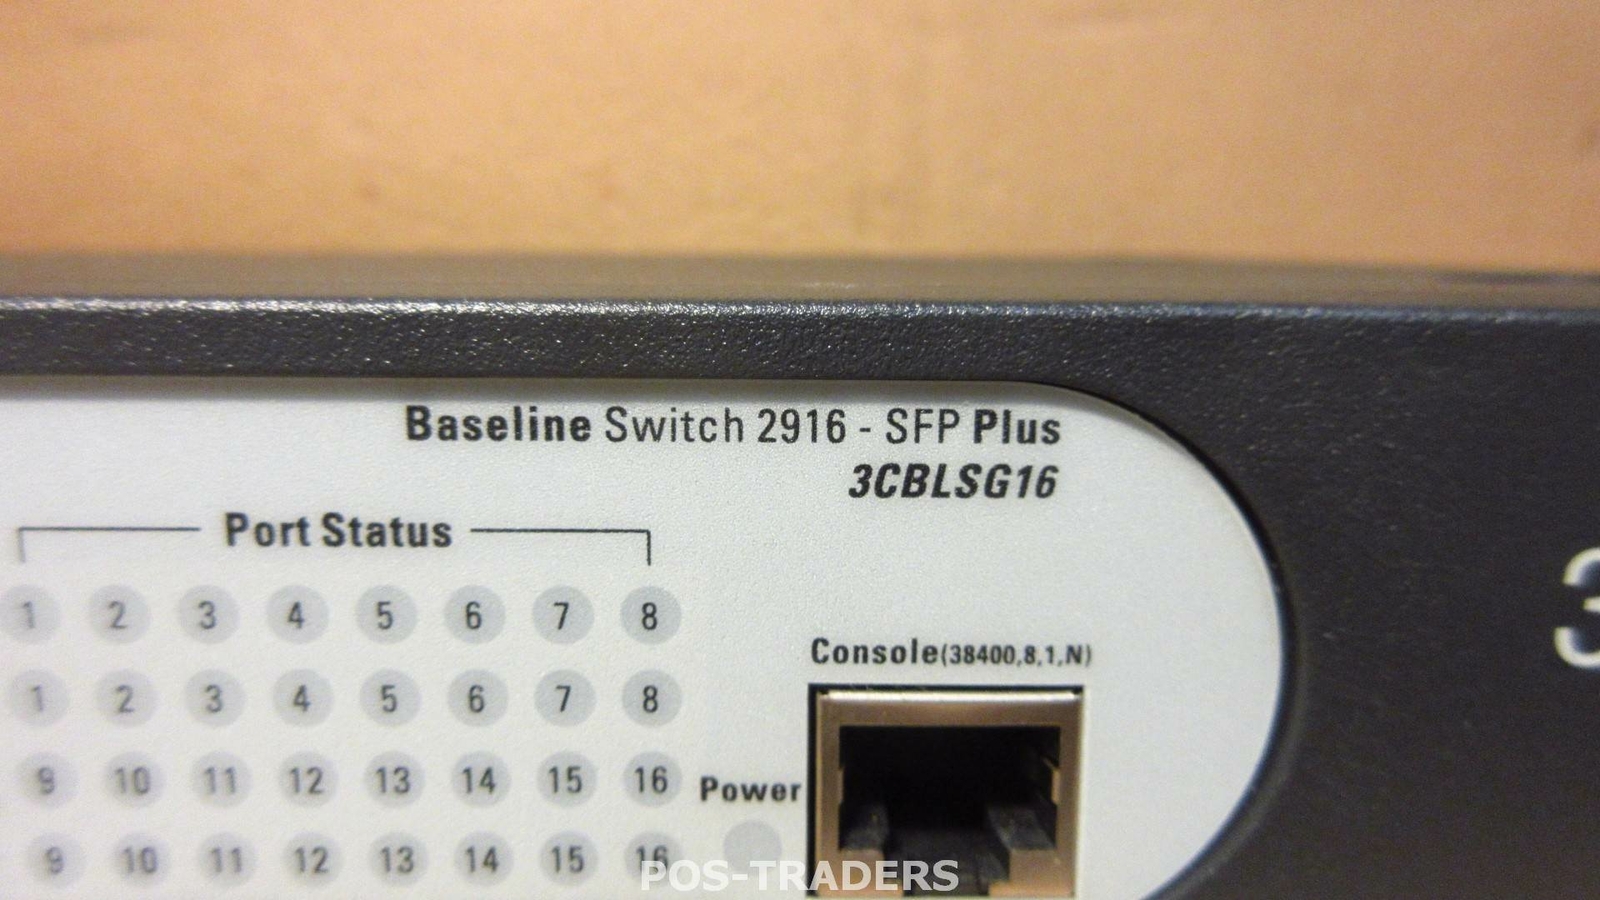 Baseline Switch 2916 - SFP Plus
3CBLSG16
Port Status
1 2 3 4 5 6 7 8
Console(38400,8,1,N)
1 2 3 4 5 6 7 8
9 10 11 12 13 14 15 16
Power
9 10 11 12 13 14 15 16
3
POS-TRADERS